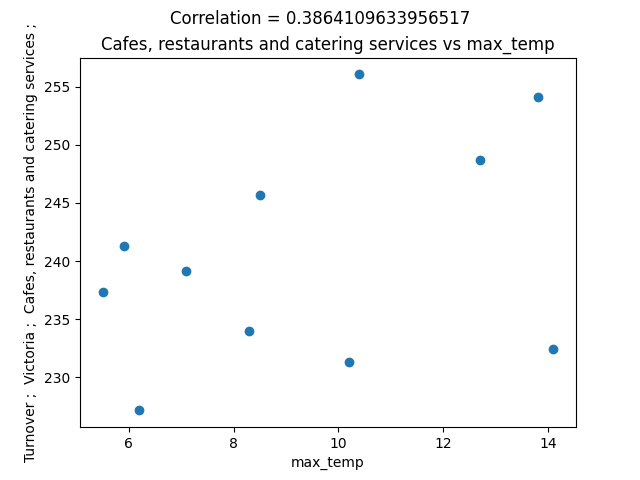 Correlation = 0.3864109633956517
Cafes, restaurants and catering services vs max_temp
Turnover ;  Victoria ;  Cafes, restaurants and catering services ;
255
250
245
240
235
230
6
8
10
12
14
max_temp